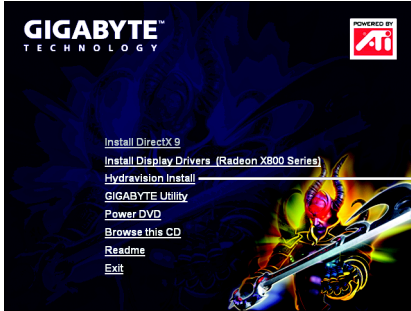 GIGABYTE™
TECHNOLOGY
POWERED BY
ATi
Install DirectX 9
Install Display Drivers (Radeon X800 Series)
Hydravision Install
GIGABYTE Utility
Power DVD
Browse this CD
Readme
Exit